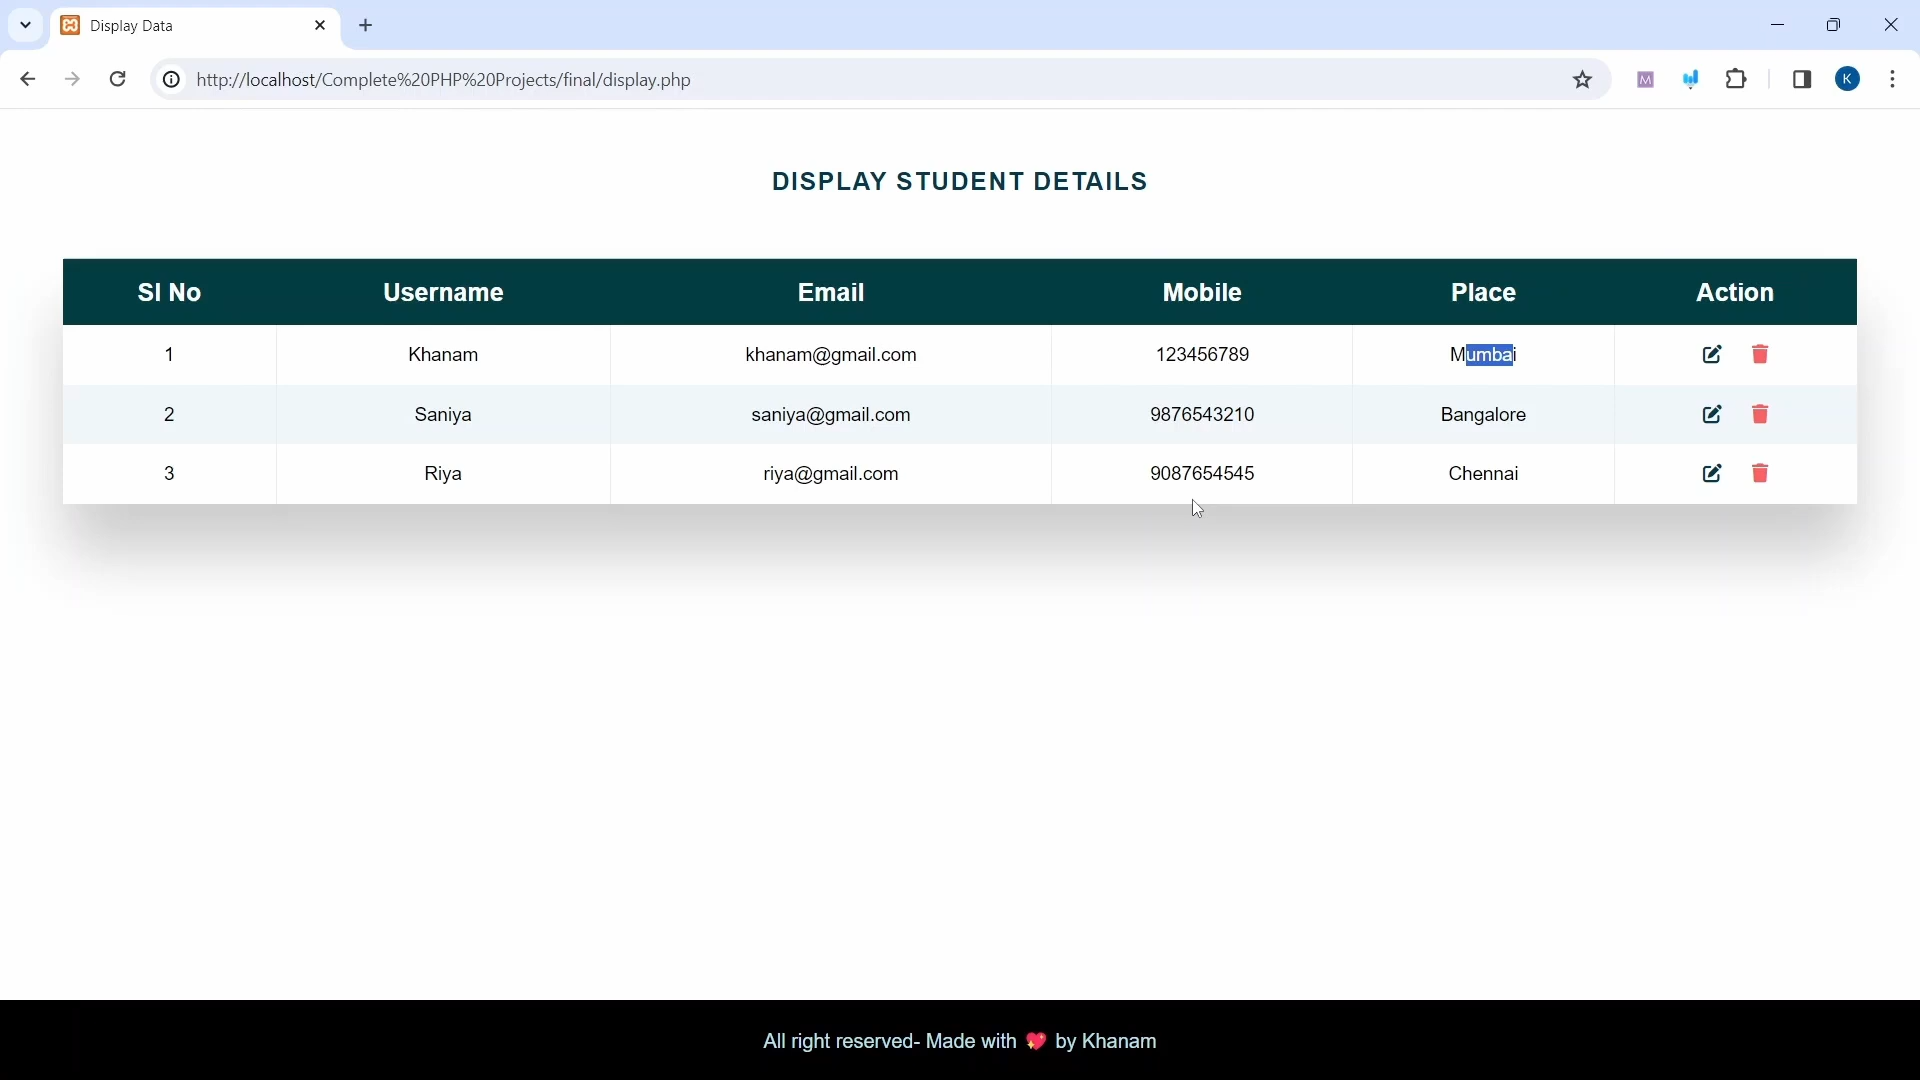 Display Data
http://localhost/Complete%20PHP%20Projects/final/display.php
M
K
DISPLAY STUDENT DETAILS
Sl No Username Email Mobile Place Action
1 Khanam khanam@gmail.com 123456789 Mumbai
2 Saniya saniya@gmail.com 9876543210 Bangalore
3 Riya riya@gmail.com 9087654545 Chennai
All right reserved- Made with 💖 by Khanam